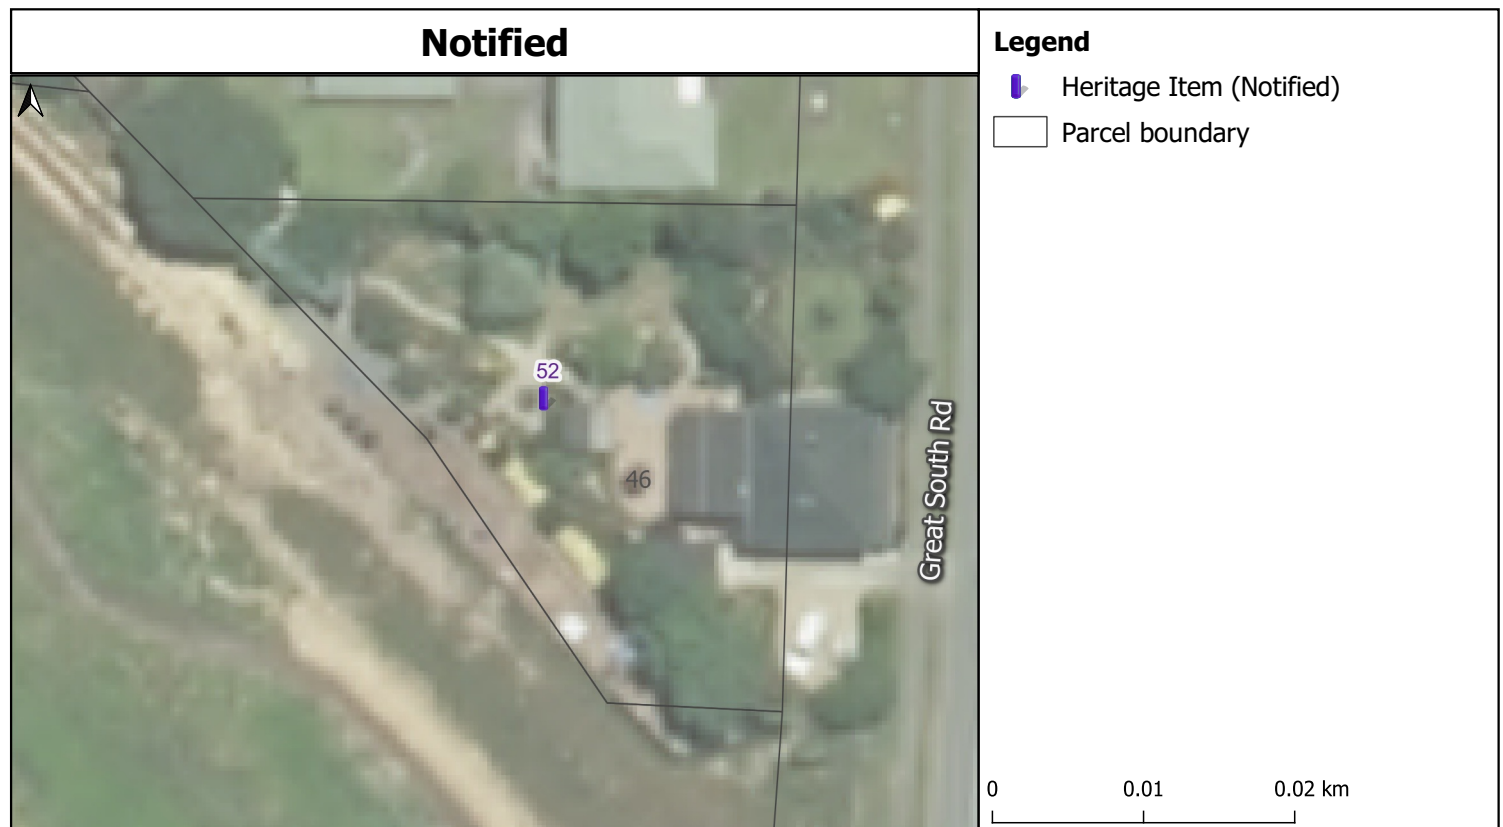 Notified
Legend
Heritage Item (Notified)
Parcel boundary
52
46
Great South Rd
0 0.01 0.02 km